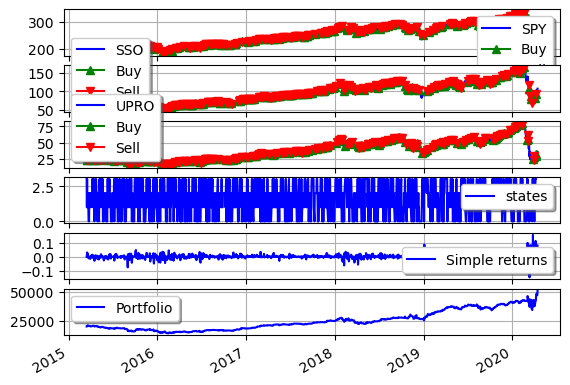 300
200
SPY
Buy
SSO
Buy
Sell
150
100
50
UPRO
Buy
Sell
75
50
25
2.5
0.0
states
0.1
0.0
−0.1
Simple returns
50000
25000
Portfolio
2015
2016
2017
2018
2019
2020